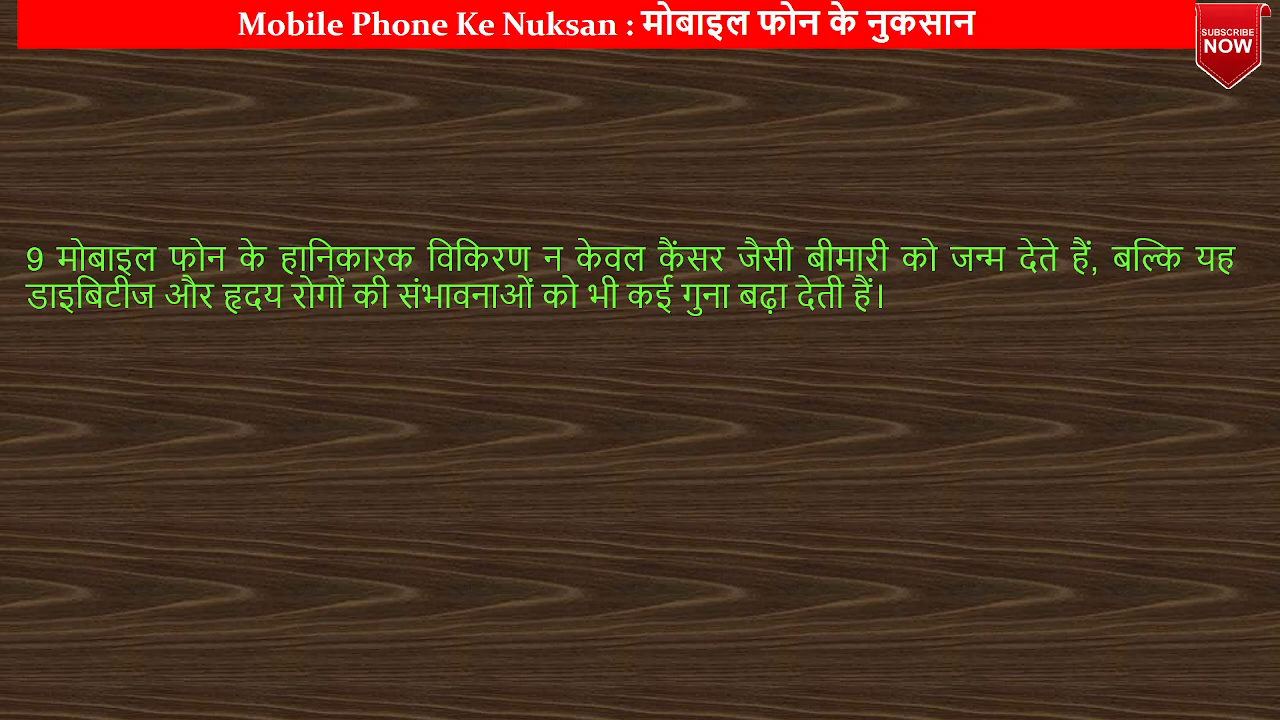 Mobile Phone Ke Nuksan : मोबाइल फोन के नुकसान
SUBSCRIBE
NOW
9 मोबाइल फोन के हानिकारक विकिरण न केवल कैंसर जैसी बीमारी को जन्म देते हैं, बल्कि यह
डाइबिटीज और हृदय रोगों की संभावनाओं को भी कई गुना बढ़ा देती हैं।